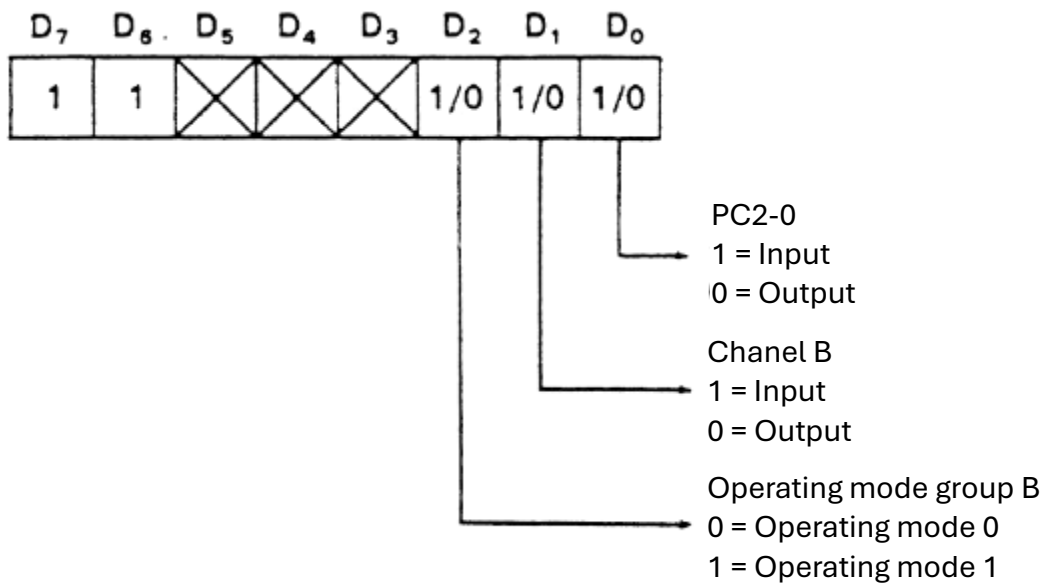 D7 D6 . D5 D4 D3 D2 D1 D0
1 1 1/0 1/0 1/0
PC2-0
1 = Input
0 = Output
Chanel B
1 = Input
0 = Output
Operating mode group B
0 = Operating mode 0
1 = Operating mode 1